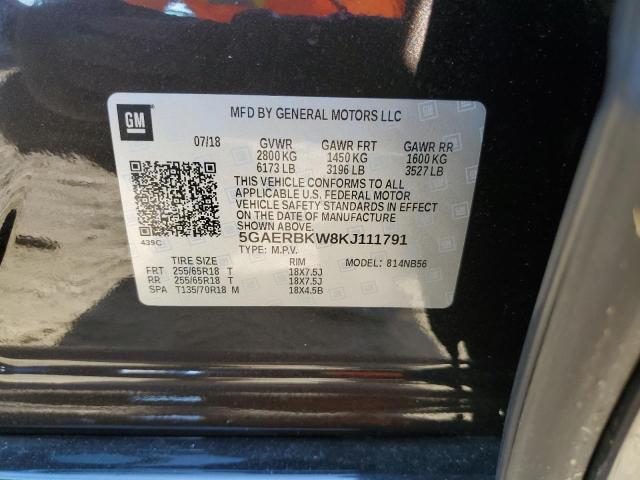 GM
MFD BY GENERAL MOTORS LLC
07/18 GVWR GAWR FRT GAWR RR
2800 KG 1450 KG 1600 KG
6173 LB 3196 LB 3527 LB
THIS VEHICLE CONFORMS TO ALL
APPLICABLE U.S. FEDERAL MOTOR
VEHICLE SAFETY STANDARDS IN EFFECT
ON THE DATE OF MANUFACTURE
SHOWN ABOVE.
5GAERBKW8KJ111791
439C TYPE: M.P.V.
TIRE SIZE RIM MODEL: 814NB56
FRT 255/65R18 T 18X7.5J
RR 255/65R18 T 18X7.5J
SPA T135/70R18 M 18X4.5B